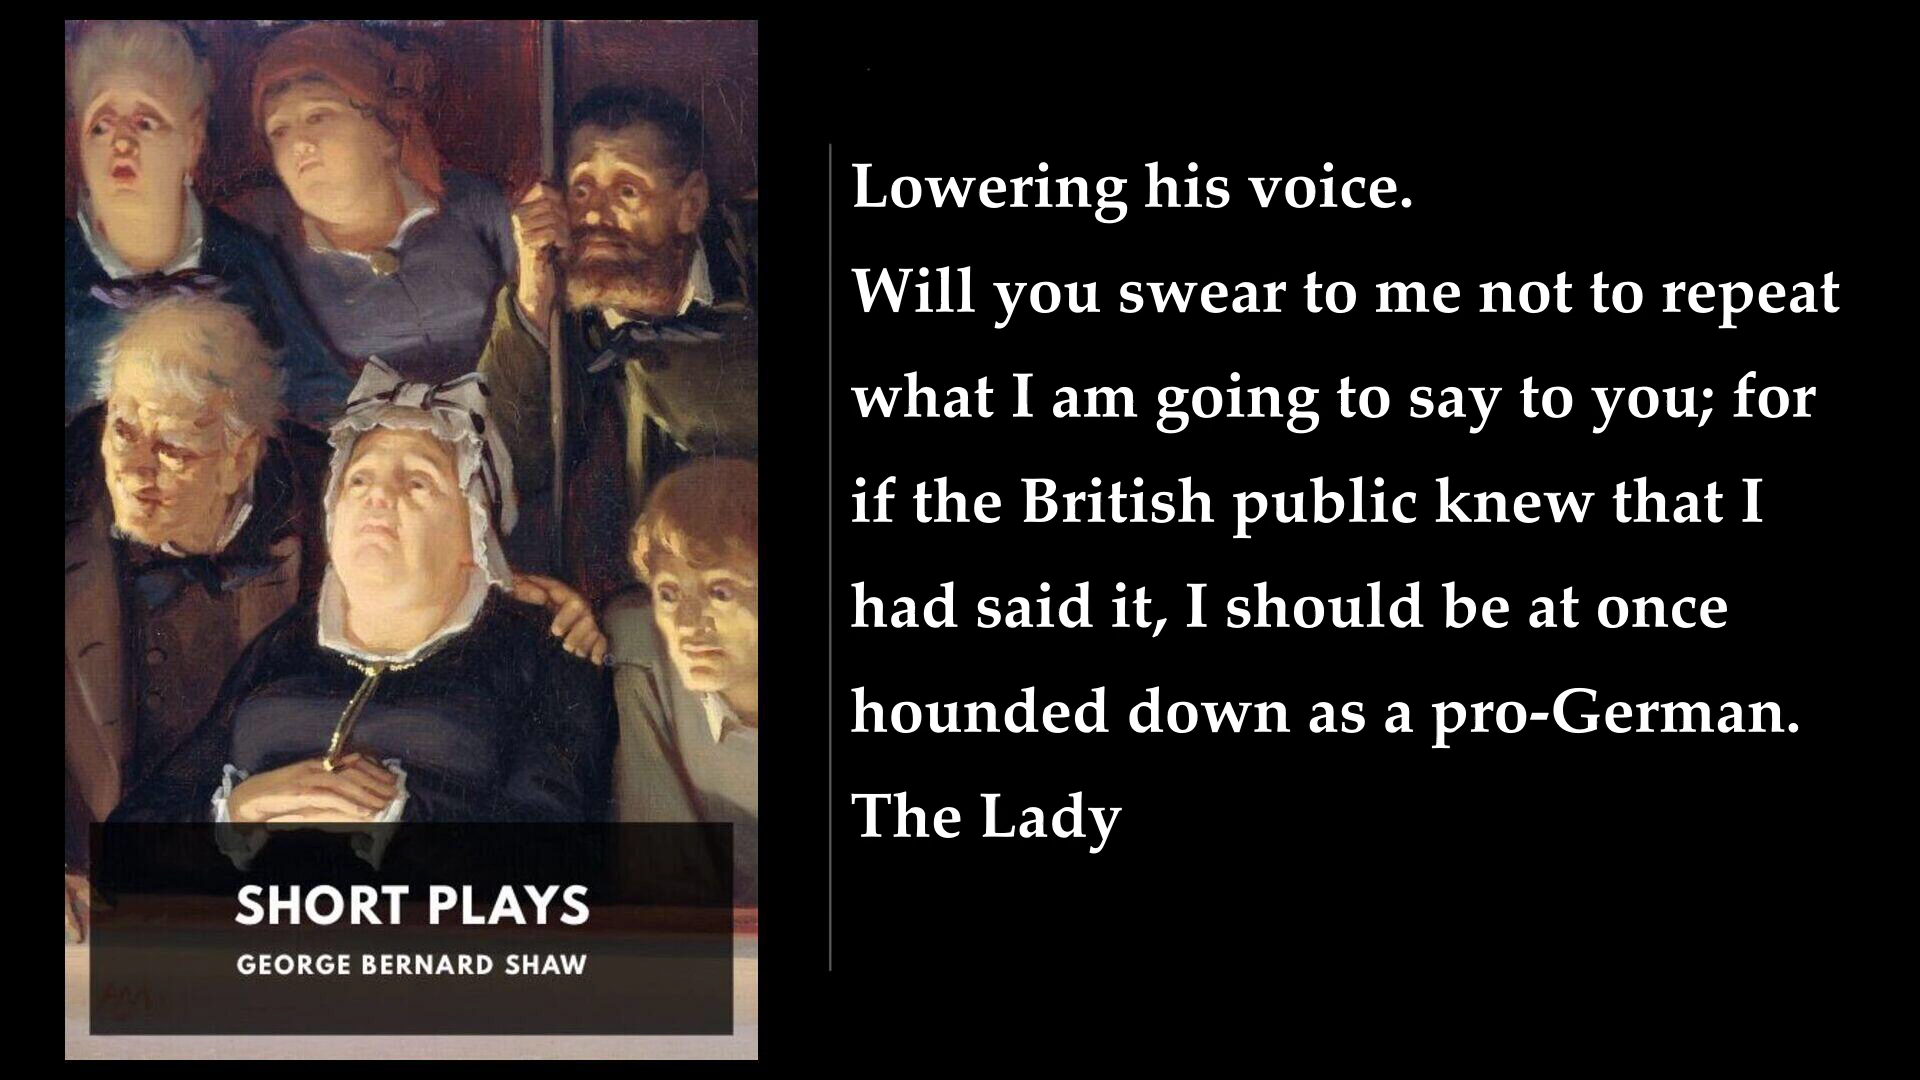 Lowering his voice.
Will you swear to me not to repeat
what I am going to say to you; for
if the British public knew that I
had said it, I should be at once
hounded down as a pro-German.
The Lady
SHORT PLAYS
GEORGE BERNARD SHAW